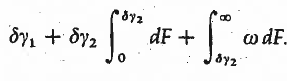 δγ₁ + δγ₂ ∫₀^{δγ₂} dF + ∫_{δγ₂}^{∞} ω dF.